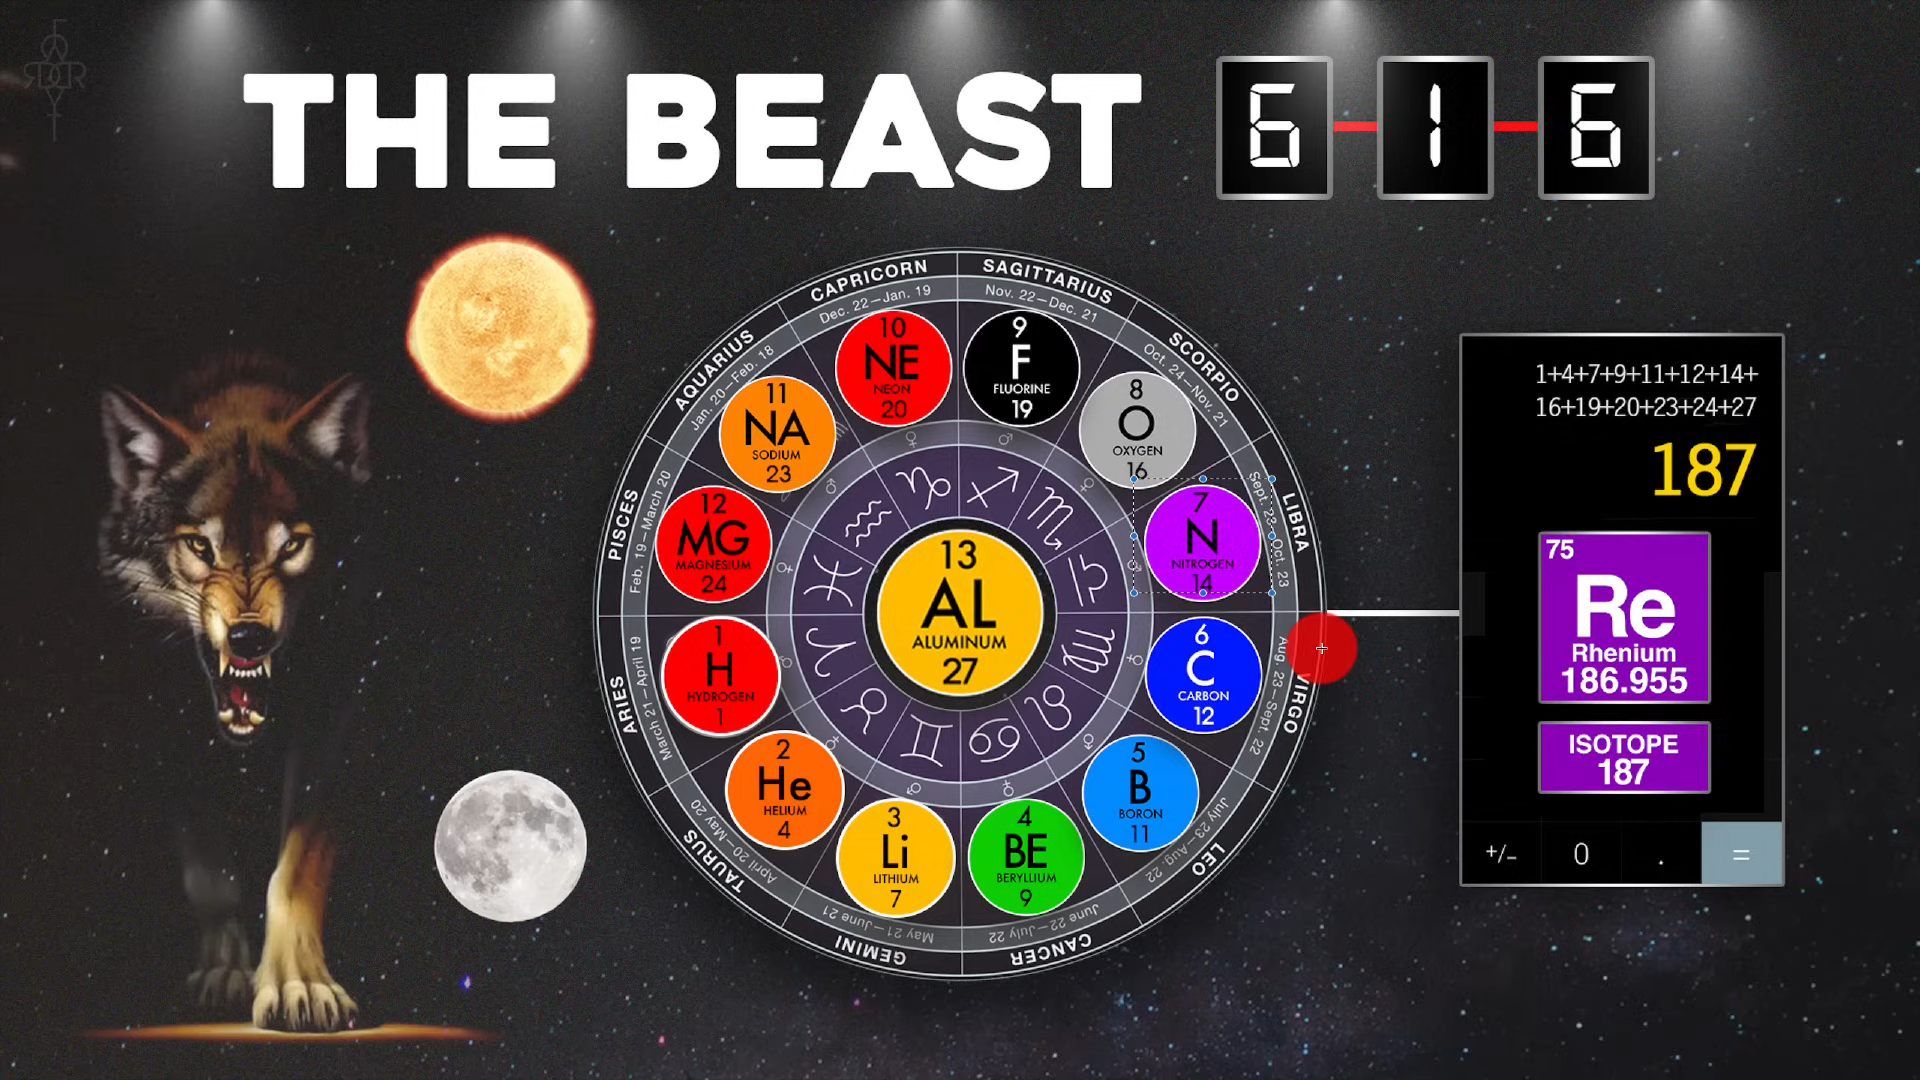 THE BEAST
6
1
6
CAPRICORN
Dec. 22–Jan. 19
SAGITTARIUS
Nov. 22–Dec. 21
AQUARIUS
Jan. 20–Feb. 18
SCORPIO
Oct. 24–Nov. 21
PISCES
Feb. 19–March 20
LIBRA
Sept. 23–Oct. 23
ARIES
March 21–April 19
VIRGO
Aug. 23–Sept. 22
TAURUS
April 20–May 20
LEO
July 23–Aug. 22
GEMINI
May 21–June 21
CANCER
June 22–July 22
10
NE
NEON
20
9
F
FLUORINE
19
11
NA
SODIUM
23
8
O
OXYGEN
16
12
MG
MAGNESIUM
24
7
N
NITROGEN
14
13
AL
ALUMINUM
27
1
H
HYDROGEN
1
6
C
CARBON
12
2
He
HELIUM
4
5
B
BORON
11
3
Li
LITHIUM
7
4
BE
BERYLLIUM
9
1+4+7+9+11+12+14+
16+19+20+23+24+27
187
75
Re
Rhenium
186.955
ISOTOPE
187
+/– 0 . =